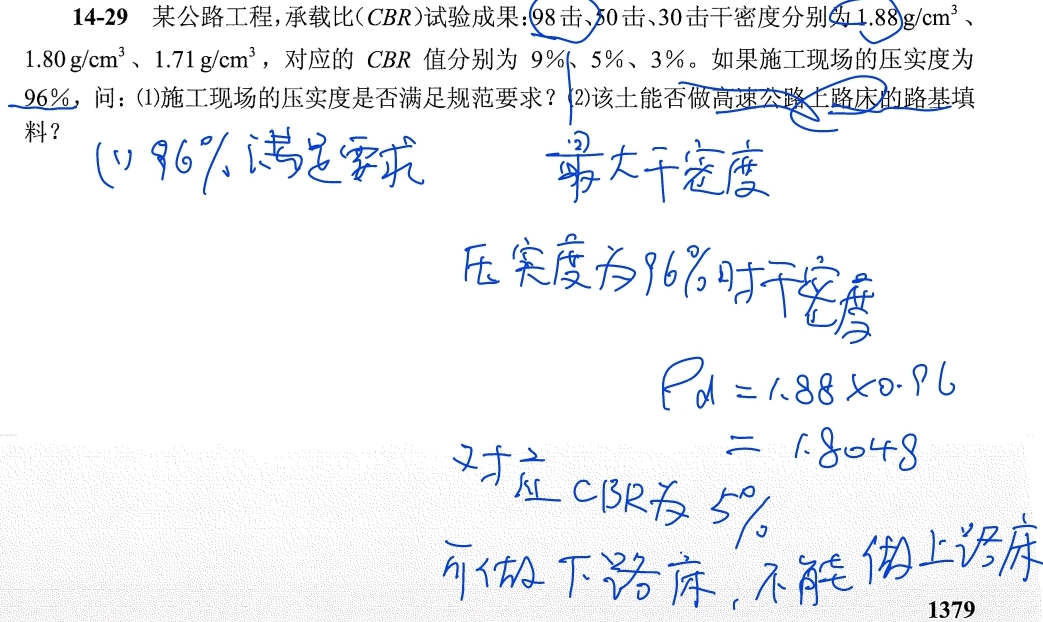 14-29 某公路工程,承载比(CBR)试验成果:98击、50击、30击干密度分别为1.88g/cm³、
1.80g/cm³、1.71g/cm³,对应的 CBR 值分别为 9%、5%、3%。如果施工现场的压实度为
96%,问:(1)施工现场的压实度是否满足规范要求?(2)该土能否做高速公路上路床的路基填
料?
(1) 96%满足要求
(2)
最大干密度
压实度为96%时干密度
ρd = 1.88×0.96
= 1.8048
对应CBR为5%
可做下路床,不能做上路床
1379